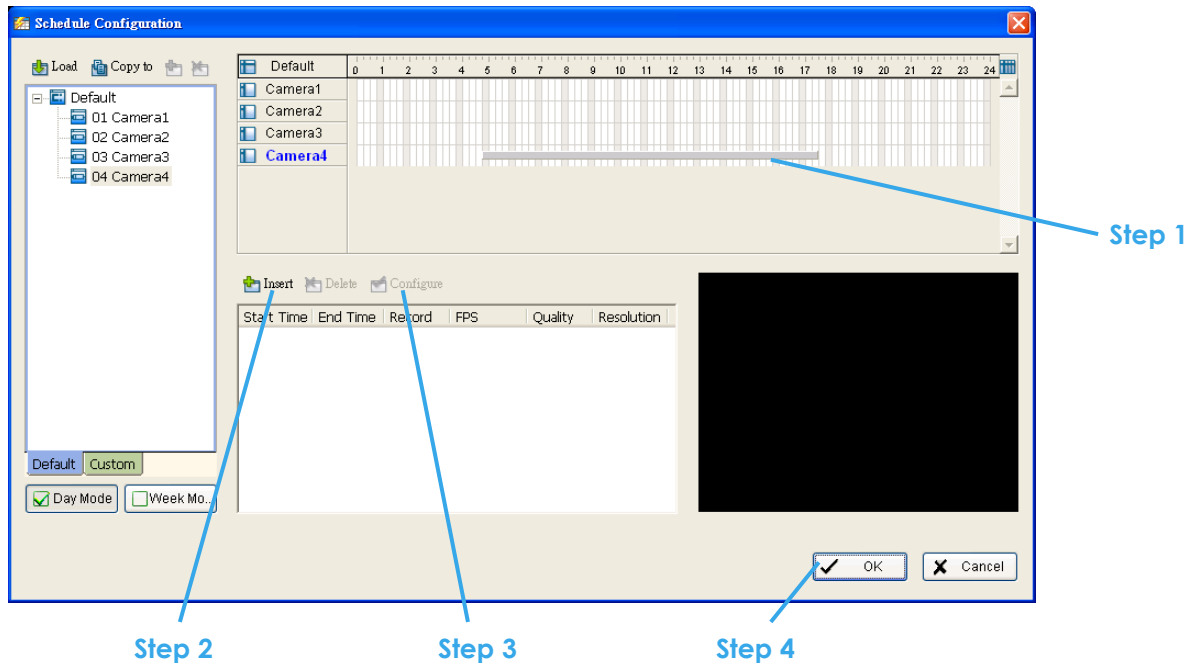 Schedule Configuration
Load Copy to
Default
01 Camera1
02 Camera2
03 Camera3
04 Camera4
Default Custom
Day Mode Week Mo..
Default 0 1 2 3 4 5 6 7 8 9 10 11 12 13 14 15 16 17 18 19 20 21 22 23 24
Camera1
Camera2
Camera3
Camera4
Step 1
Insert Delete Configure
Start Time End Time Record FPS Quality Resolution
OK Cancel
Step 2 Step 3 Step 4